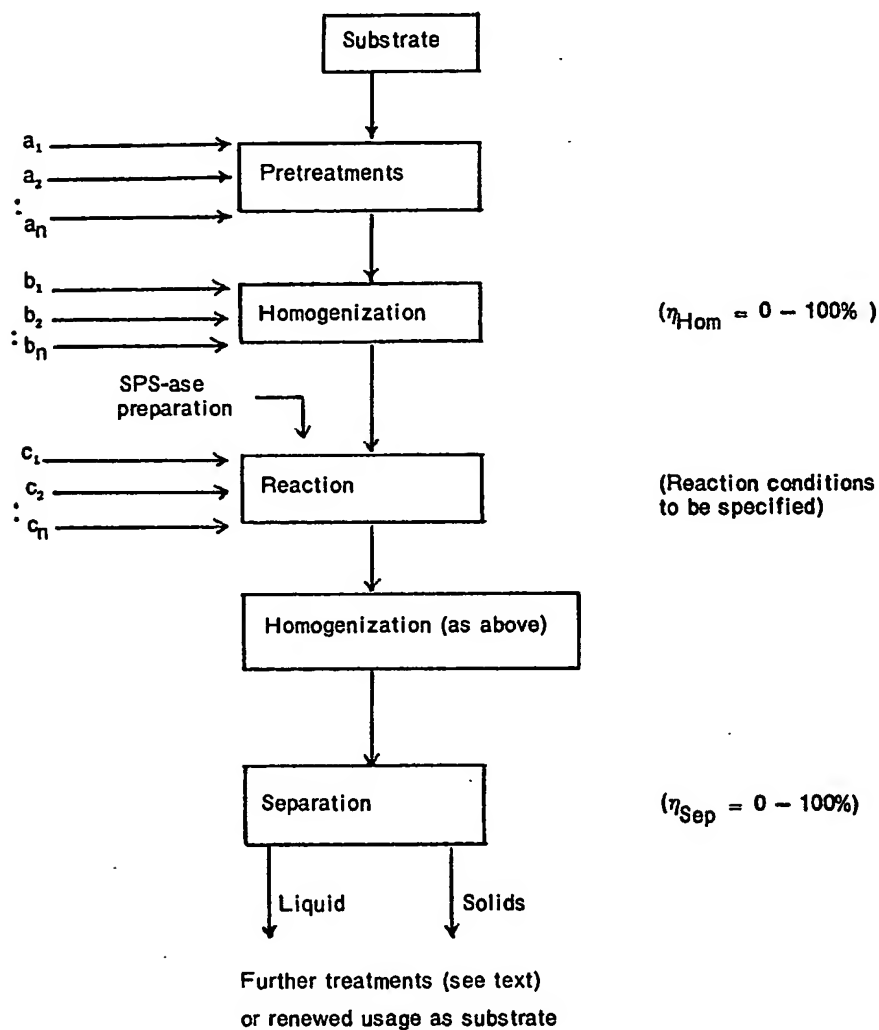 Substrate
a₁
a₂
:
aₙ
Pretreatments
b₁
b₂
:
bₙ
Homogenization
(ηHom = 0 – 100% )
SPS-ase
preparation
c₁
c₂
:
cₙ
Reaction
(Reaction conditions
to be specified)
Homogenization (as above)
Separation
(ηSep = 0 – 100%)
Liquid
Solids
Further treatments (see text)
or renewed usage as substrate